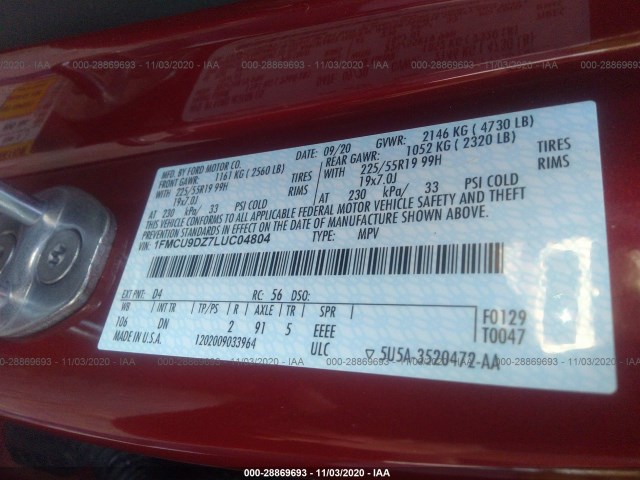 000-28869693 - 11/03/2020 - IAA
MFD. BY FORD MOTOR CO.
09/20
GVWR: 2146 KG (4730 LB)
FRONT GAWR: 1161 KG (2560 LB)
REAR GAWR: 1052 KG (2320 LB)
WITH 225/55R19 99H TIRES
19x7.0J RIMS
AT 230 kPa/ 33 PSI COLD
WITH 225/55R19 99H TIRES
19x7.0J RIMS
AT 230 kPa/ 33 PSI COLD
THIS VEHICLE CONFORMS TO ALL APPLICABLE FEDERAL MOTOR VEHICLE SAFETY AND THEFT
PREVENTION STANDARDS IN EFFECT ON THE DATE OF MANUFACTURE SHOWN ABOVE.
VIN: 1FMCU9DZ7LUC04804
TYPE: MPV
EXT PNT: D4 RC: 56 DSO:
WB INT TR TP/PS R AXLE TR SPR
106 DN 2 91 5 EEEE
F0129
T0047
MADE IN U.S.A. 1202009033964 ULC
▽ 5U5A-3520472-AA
000-28869693 - 11/03/2020 - IAA
000-28869693 - 11/03/2020 - IAA